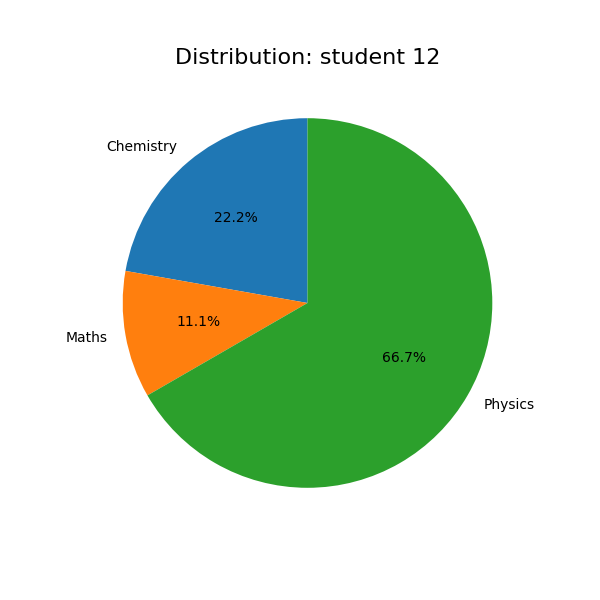 Distribution: student 12
Chemistry
22.2%
Maths
11.1%
66.7%
Physics